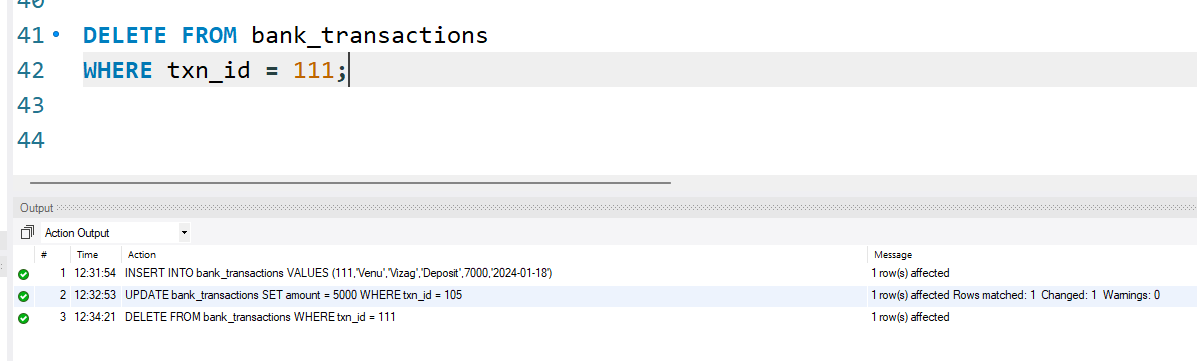 40
41 DELETE FROM bank_transactions
42 WHERE txn_id = 111;
43
44
Output
Action Output
# Time Action Message
1 12:31:54 INSERT INTO bank_transactions VALUES (111,'Venu','Vizag','Deposit',7000,'2024-01-18') 1 row(s) affected
2 12:32:53 UPDATE bank_transactions SET amount = 5000 WHERE txn_id = 105 1 row(s) affected Rows matched: 1 Changed: 1 Warnings: 0
3 12:34:21 DELETE FROM bank_transactions WHERE txn_id = 111 1 row(s) affected